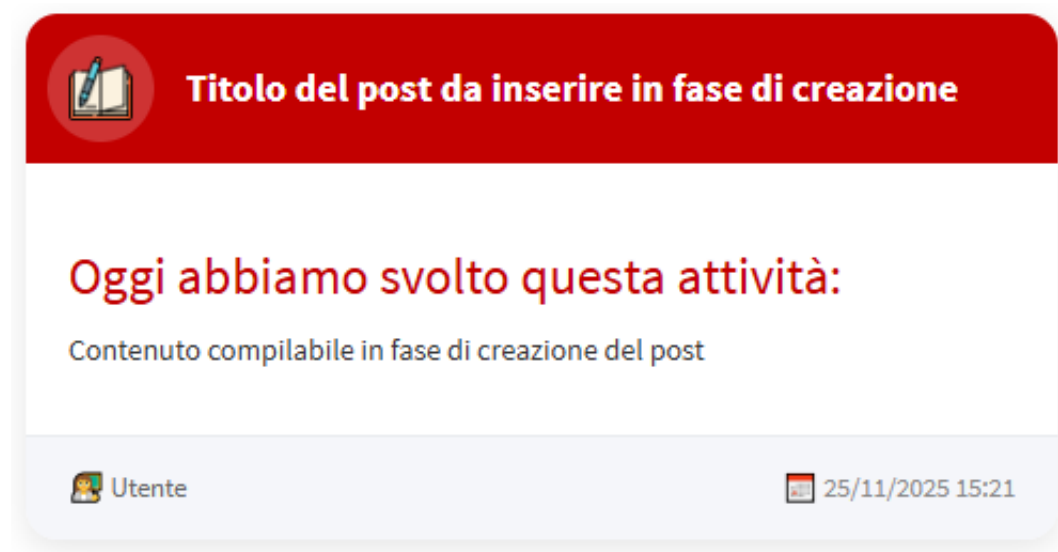 Titolo del post da inserire in fase di creazione
Oggi abbiamo svolto questa attività:
Contenuto compilabile in fase di creazione del post
Utente
25/11/2025 15:21